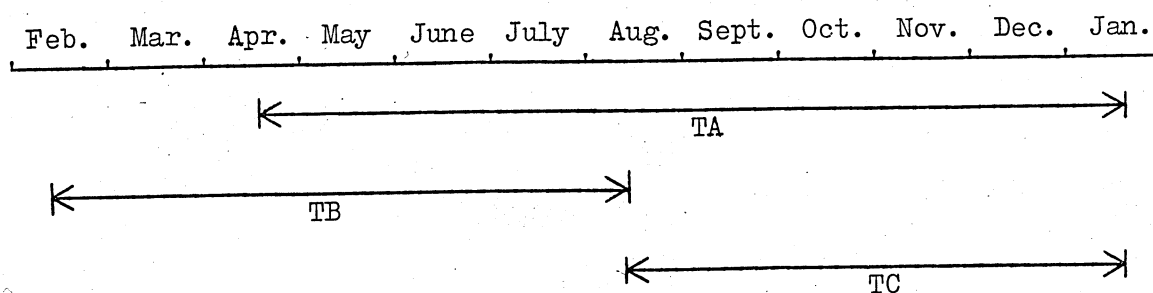 Feb. Mar. Apr. May June July Aug. Sept. Oct. Nov. Dec. Jan.
TA
TB
TC